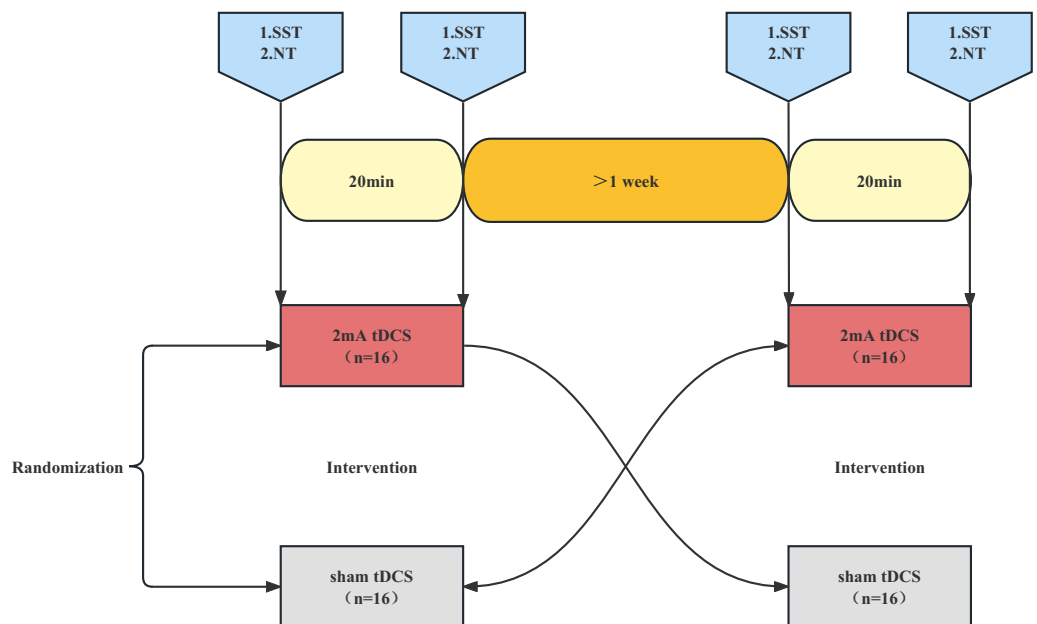 1.SST
2.NT
1.SST
2.NT
1.SST
2.NT
1.SST
2.NT
20min
＞1 week
20min
2mA tDCS
（n=16）
2mA tDCS
（n=16）
Randomization
Intervention
Intervention
sham tDCS
（n=16）
sham tDCS
（n=16）